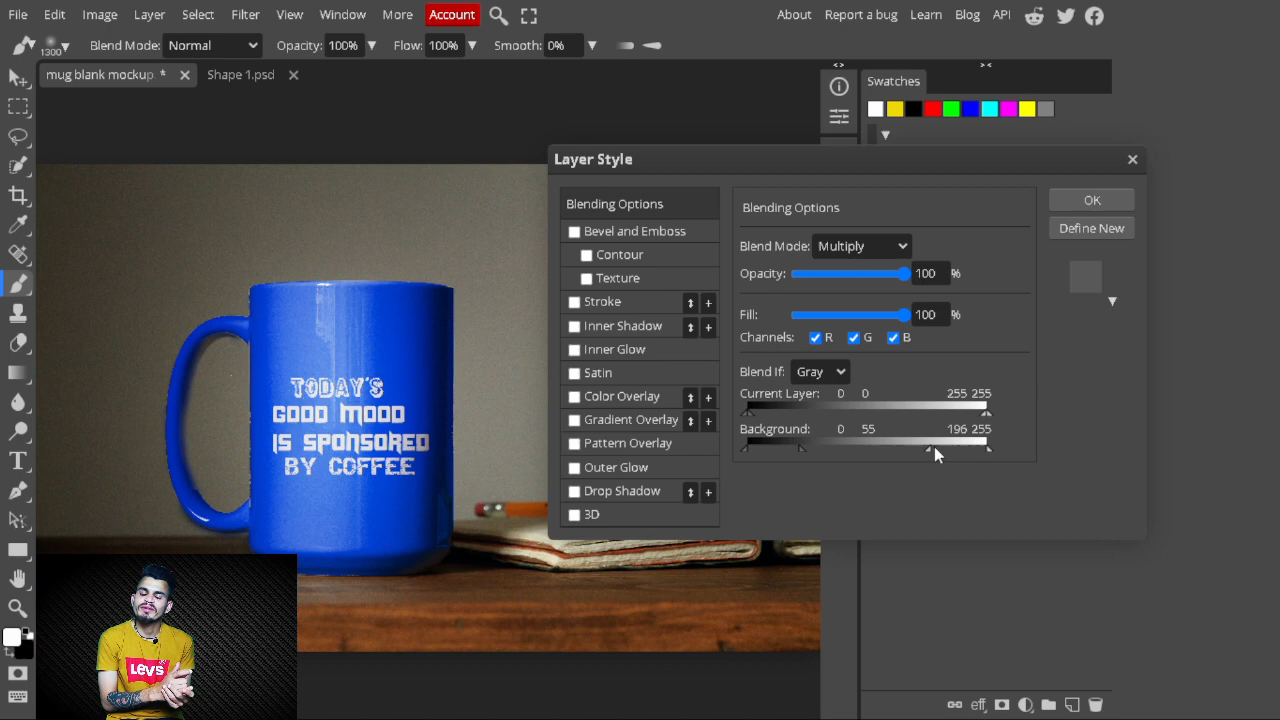 File Edit Image Layer Select Filter View Window More Account About Report a bug Learn Blog API
1300 Blend Mode: Normal Opacity: 100% Flow: 100% Smooth: 0%
mug blank mockup. * Shape 1.psd
< > > <
Swatches
Layer Style
Blending Options
Bevel and Emboss
Contour
Texture
Stroke
Inner Shadow
Inner Glow
Satin
Color Overlay
Gradient Overlay
Pattern Overlay
Outer Glow
Drop Shadow
3D
Blending Options
Blend Mode: Multiply
Opacity: 100 %
Fill: 100 %
Channels: R G B
Blend If: Gray
Current Layer: 0 0 255 255
Background: 0 55 196 255
OK
Define New
TODAY'S
GOOD MOOD
IS SPONSORED
BY COFFEE
Levi's
eff